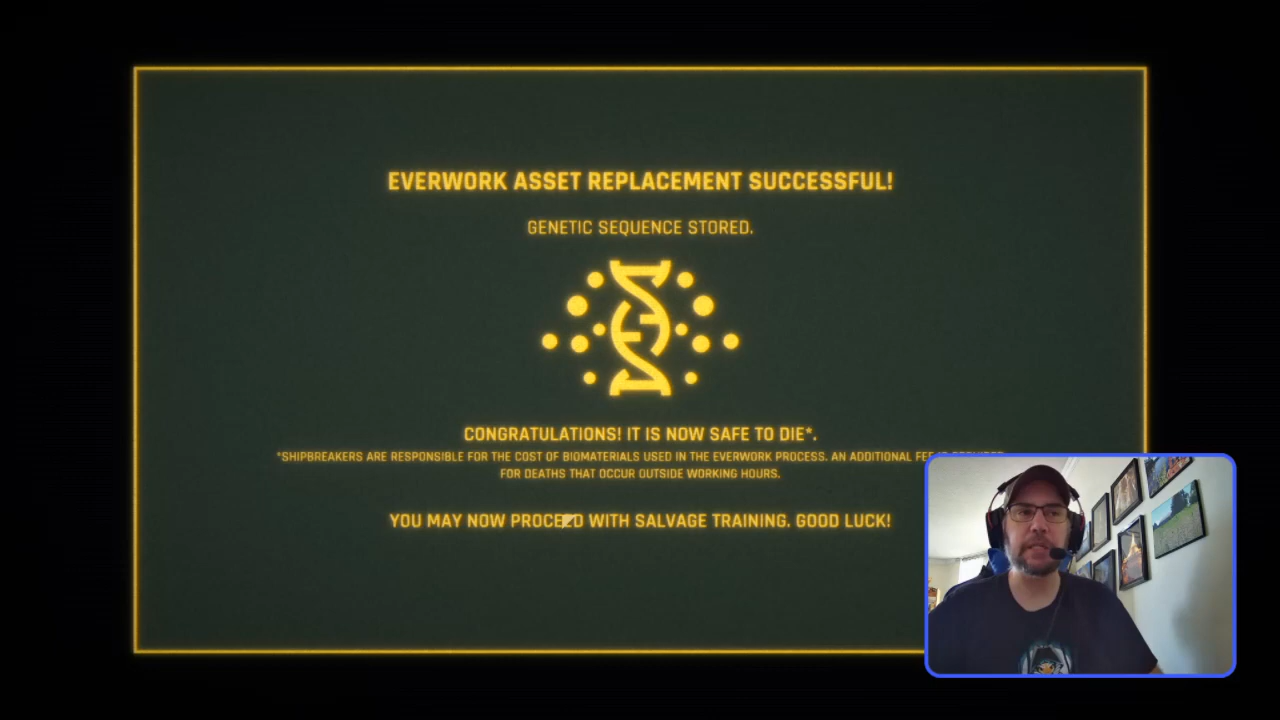 EVERWORK ASSET REPLACEMENT SUCCESSFUL!
GENETIC SEQUENCE STORED.
CONGRATULATIONS! IT IS NOW SAFE TO DIE*.
*SHIPBREAKERS ARE RESPONSIBLE FOR THE COST OF BIOMATERIALS USED IN THE EVERWORK PROCESS. AN ADDITIONAL
FOR DEATHS THAT OCCUR OUTSIDE WORKING HOURS.
YOU MAY NOW PROCEED WITH SALVAGE TRAINING. GOOD LUCK!